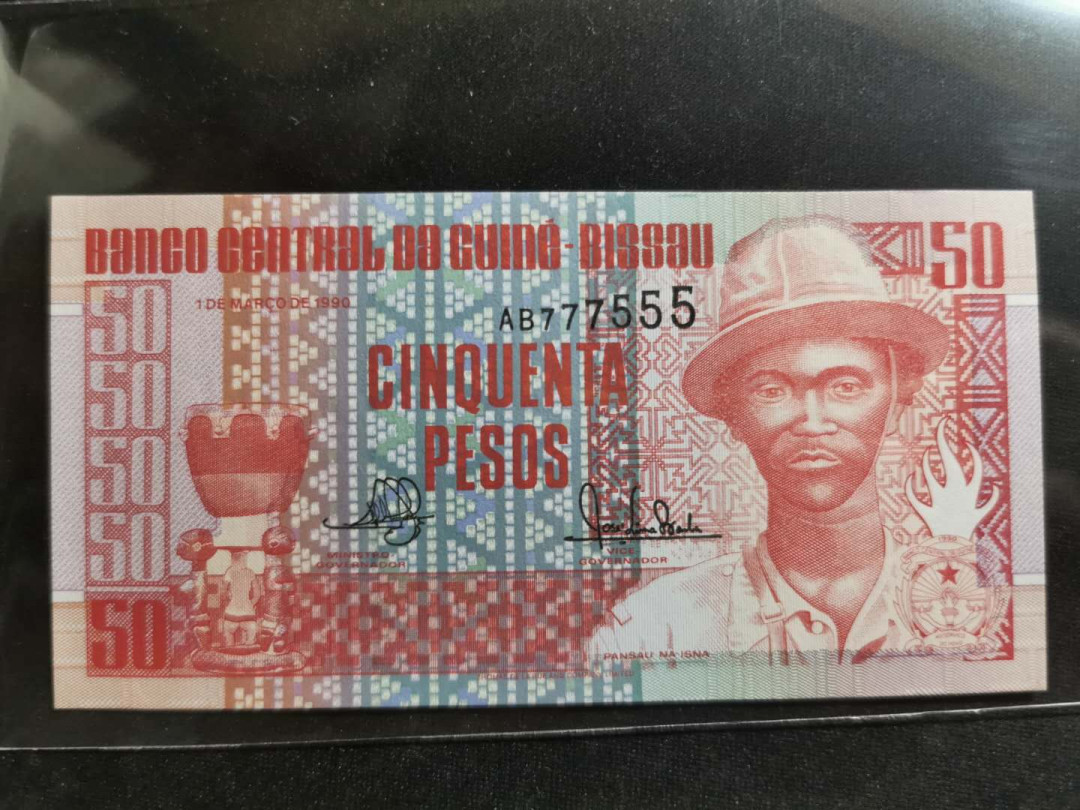 BANCO CENTRAL DA GUINÉ-BISSAU
50
1 DE MARÇO DE 1990
AB777555
50
50
50
50
CINQUENTA
PESOS
MINISTRO-
GOVERNADOR
VICE-
GOVERNADOR
50
PANSAU NA ISNA